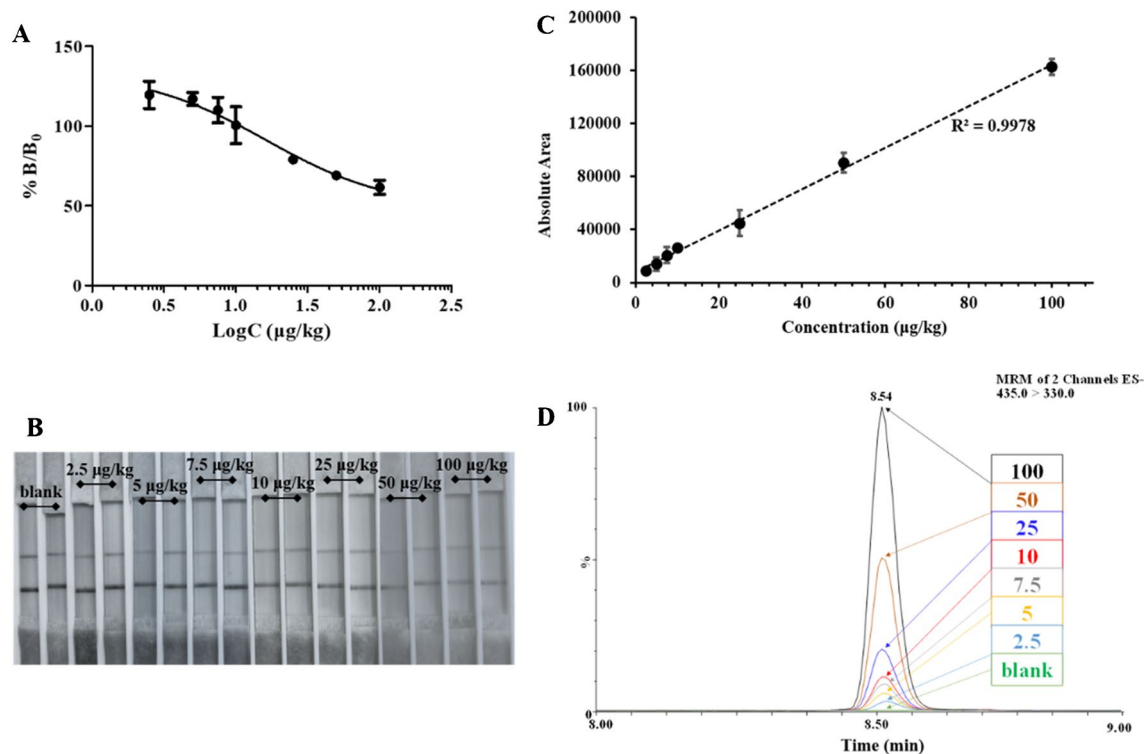 A
150
100
50
0
% B/B0
0.0 0.5 1.0 1.5 2.0 2.5
LogC (µg/kg)
C
200000
160000
120000
80000
40000
0
Absolute Area
R² = 0.9978
0 20 40 60 80 100
Concentration (µg/kg)
B
blank
2.5 µg/kg
5 µg/kg
7.5 µg/kg
10 µg/kg
25 µg/kg
50 µg/kg
100 µg/kg
D
MRM of 2 Channels ES-
435.0 > 330.0
8.54
100
%
0
100
50
25
10
7.5
5
2.5
blank
8.00 8.50 9.00
Time (min)